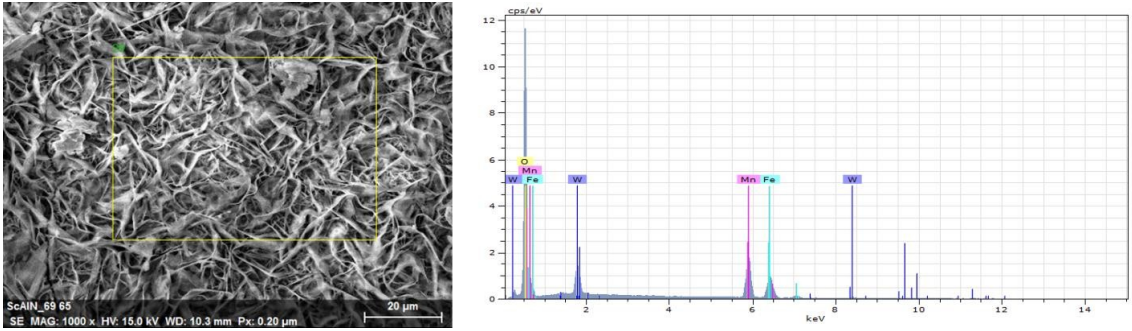 ScAlN_69 65
SE MAG: 1000 x HV: 15.0 kV WD: 10.3 mm Px: 0.20 µm
20 µm
cps/eV
12
10
8
6
4
2
0
O
Mn
W Fe W Mn Fe W
2 4 6 8 10 12 14
keV